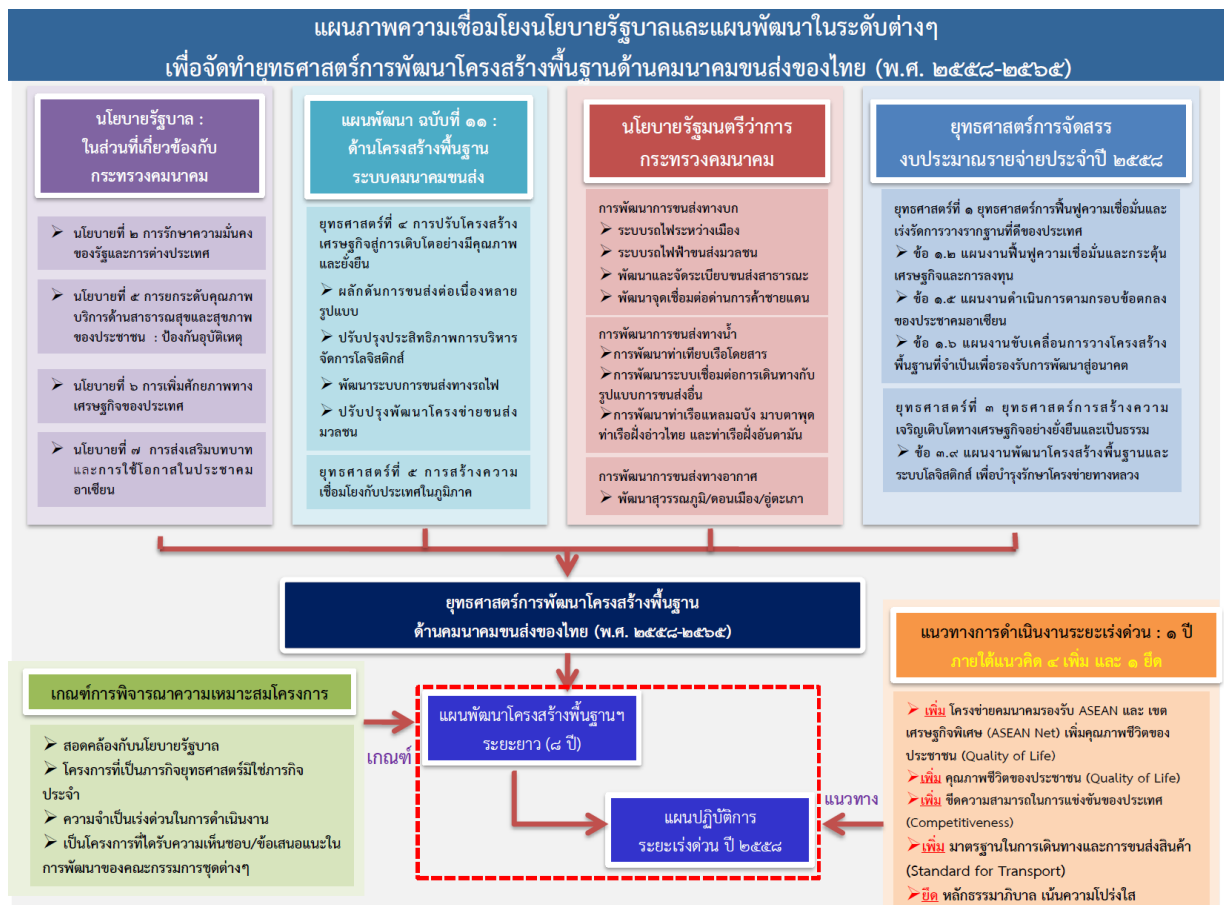 แผนภาพความเชื่อมโยงนโยบายรัฐบาลและแผนพัฒนาในระดับต่างๆ
เพื่อจัดทำยุทธศาสตร์การพัฒนาโครงสร้างพื้นฐานด้านคมนาคมขนส่งของไทย (พ.ศ. ๒๕๕๘-๒๕๖๕)
นโยบายรัฐบาล :
ในส่วนที่เกี่ยวข้องกับ
กระทรวงคมนาคม
➢ นโยบายที่ ๒ การรักษาความมั่นคง
ของรัฐและการต่างประเทศ
➢ นโยบายที่ ๕ การยกระดับคุณภาพ
บริการด้านสาธารณสุขและสุขภาพ
ของประชาชน : ป้องกันอุบัติเหตุ
➢ นโยบายที่ ๖ การเพิ่มศักยภาพทาง
เศรษฐกิจของประเทศ
➢ นโยบายที่ ๗ การส่งเสริมบทบาท
และการใช้โอกาสในประชาคม
อาเซียน
แผนพัฒนา ฉบับที่ ๑๑ :
ด้านโครงสร้างพื้นฐาน
ระบบคมนาคมขนส่ง
ยุทธศาสตร์ที่ ๔ การปรับโครงสร้าง
เศรษฐกิจสู่การเติบโตอย่างมีคุณภาพ
และยั่งยืน
➢ ผลักดันการขนส่งต่อเนื่องหลาย
รูปแบบ
➢ ปรับปรุงประสิทธิภาพการบริหาร
จัดการโลจิสติกส์
➢ พัฒนาระบบการขนส่งทางรถไฟ
➢ ปรับปรุงพัฒนาโครงข่ายขนส่ง
มวลชน
ยุทธศาสตร์ที่ ๕ การสร้างความ
เชื่อมโยงกับประเทศในภูมิภาค
นโยบายรัฐมนตรีว่าการ
กระทรวงคมนาคม
การพัฒนาการขนส่งทางบก
➢ ระบบรถไฟระหว่างเมือง
➢ ระบบรถไฟฟ้าขนส่งมวลชน
➢ พัฒนาและจัดระเบียบขนส่งสาธารณะ
➢ พัฒนาจุดเชื่อมต่อด่านการค้าชายแดน
การพัฒนาการขนส่งทางน้ำ
➢การพัฒนาท่าเทียบเรือโดยสาร
➢การพัฒนาระบบเชื่อมต่อการเดินทางกับ
รูปแบบการขนส่งอื่น
➢การพัฒนาท่าเรือแหลมฉบัง มาบตาพุด
ท่าเรือฝั่งอ่าวไทย และท่าเรือฝั่งอันดามัน
การพัฒนาการขนส่งทางอากาศ
➢ พัฒนาสุวรรณภูมิ/ดอนเมือง/อู่ตะเภา
ยุทธศาสตร์การจัดสรร
งบประมาณรายจ่ายประจำปี ๒๕๕๘
ยุทธศาสตร์ที่ ๑ ยุทธศาสตร์การฟื้นฟูความเชื่อมั่นและ
เร่งรัดการวางรากฐานที่ดีของประเทศ
➢ ข้อ ๑.๒ แผนงานฟื้นฟูความเชื่อมั่นและกระตุ้น
เศรษฐกิจและการลงทุน
➢ ข้อ ๑.๕ แผนงานดำเนินการตามกรอบข้อตกลง
ของประชาคมอาเซียน
➢ ข้อ ๑.๖ แผนงานขับเคลื่อนการวางโครงสร้าง
พื้นฐานที่จำเป็นเพื่อรองรับการพัฒนาสู่อนาคต
ยุทธศาสตร์ที่ ๓ ยุทธศาสตร์การสร้างความ
เจริญเติบโตทางเศรษฐกิจอย่างยั่งยืนและเป็นธรรม
➢ ข้อ ๓.๙ แผนงานพัฒนาโครงสร้างพื้นฐานและ
ระบบโลจิสติกส์ เพื่อบำรุงรักษาโครงข่ายทางหลวง
ยุทธศาสตร์การพัฒนาโครงสร้างพื้นฐาน
ด้านคมนาคมขนส่งของไทย (พ.ศ. ๒๕๕๘-๒๕๖๕)
เกณฑ์การพิจารณาความเหมาะสมโครงการ
➢ สอดคล้องกับนโยบายรัฐบาล
➢ โครงการที่เป็นภารกิจยุทธศาสตร์มิใช่ภารกิจ
ประจำ
➢ ความจำเป็นเร่งด่วนในการดำเนินงาน
➢ เป็นโครงการที่ได้รับความเห็นชอบ/ข้อเสนอแนะใน
การพัฒนาของคณะกรรมการชุดต่างๆ
เกณฑ์
แผนพัฒนาโครงสร้างพื้นฐานฯ
ระยะยาว (๘ ปี)
แผนปฏิบัติการ
ระยะเร่งด่วน ปี ๒๕๕๘
แนวทาง
แนวทางการดำเนินงานระยะเร่งด่วน : ๑ ปี
ภายใต้แนวคิด ๔ เพิ่ม และ ๑ ยึด
➢ เพิ่ม โครงข่ายคมนาคมรองรับ ASEAN และ เขต
เศรษฐกิจพิเศษ (ASEAN Net) เพิ่มคุณภาพชีวิตของ
ประชาชน (Quality of Life)
➢เพิ่ม คุณภาพชีวิตของประชาชน (Quality of Life)
➢เพิ่ม ขีดความสามารถในการแข่งขันของประเทศ
(Competitiveness)
➢เพิ่ม มาตรฐานในการเดินทางและการขนส่งสินค้า
(Standard for Transport)
➢ยึด หลักธรรมาภิบาล เน้นความโปร่งใส